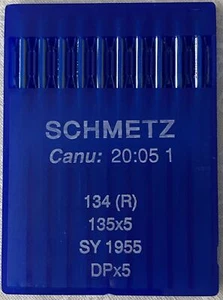 SCHMETZ
Canu: 20:05 1
134 (R)
135x5
SY 1955
DPx5